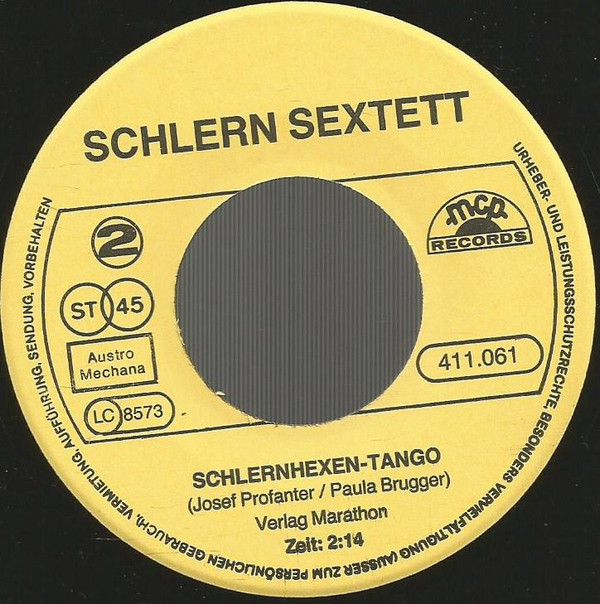 SCHLERN SEXTETT
2
mcp
RECORDS
ST 45
Austro
Mechana
LC 8573
411.061
SCHLERNHEXEN-TANGO
(Josef Profanter / Paula Brugger)
Verlag Marathon
Zeit: 2:14
URHEBER- UND LEISTUNGSSCHUTZRECHTE, BESONDERS VERVIELFÄLTIGUNG (AUSSER ZUM PERSÖNLICHEN GEBRAUCH), VERMIETUNG, AUFFÜHRUNG, SENDUNG, VORBEHALTEN